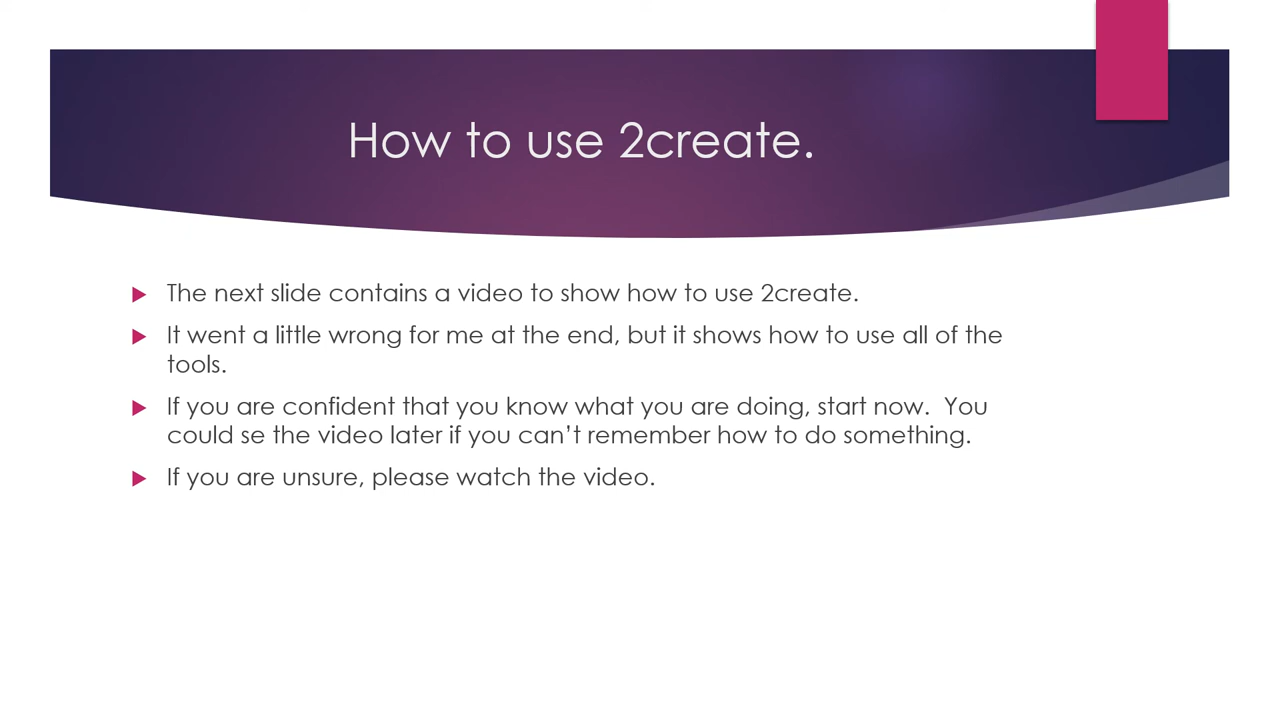 How to use 2create.
The next slide contains a video to show how to use 2create.
It went a little wrong for me at the end, but it shows how to use all of the
tools.
If you are confident that you know what you are doing, start now.  You
could se the video later if you can’t remember how to do something.
If you are unsure, please watch the video.